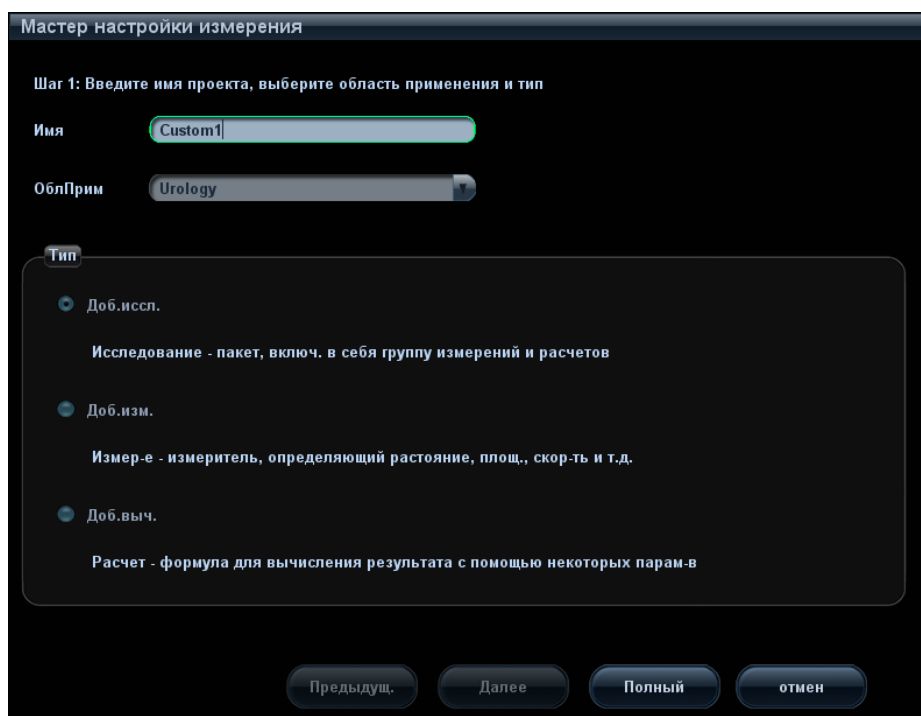 Мастер настройки измерения
Шаг 1: Введите имя проекта, выберите область применения и тип
Имя
Custom1
ОблПрим
Urology
Тип
Доб.иссл.
Исследование - пакет, включ. в себя группу измерений и расчетов
Доб.изм.
Измер-е - измеритель, определяющий растояние, площ., скор-ть и т.д.
Доб.выч.
Расчет - формула для вычисления результата с помощью некоторых парам-в
Предыдущ.
Далее
Полный
отмен